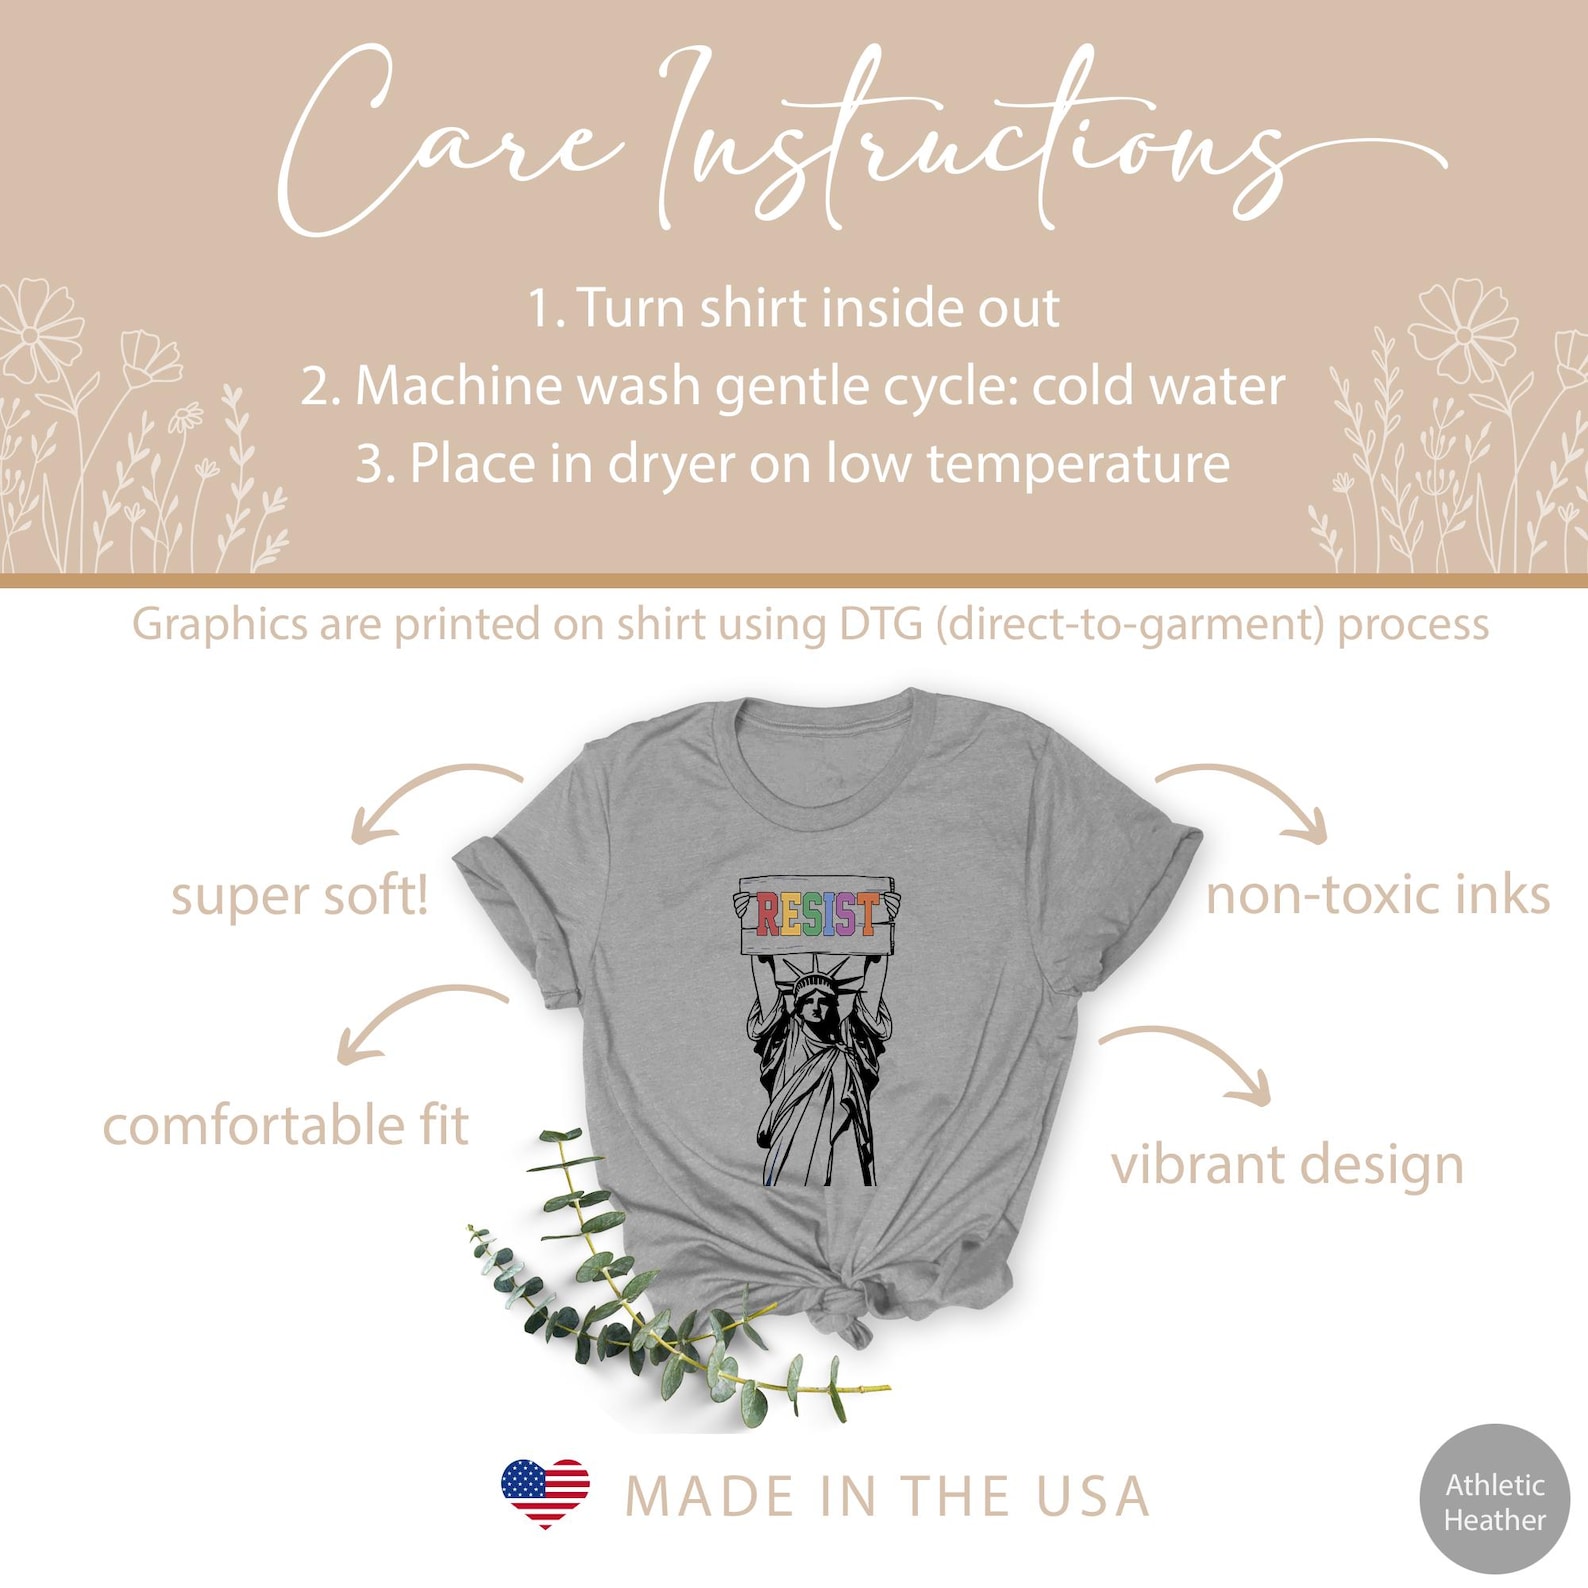 Care Instructions
1. Turn shirt inside out
2. Machine wash gentle cycle: cold water
3. Place in dryer on low temperature
Graphics are printed on shirt using DTG (direct-to-garment) process
super soft!
non-toxic inks
RESIST
comfortable fit
vibrant design
MADE IN THE USA
Athletic
Heather